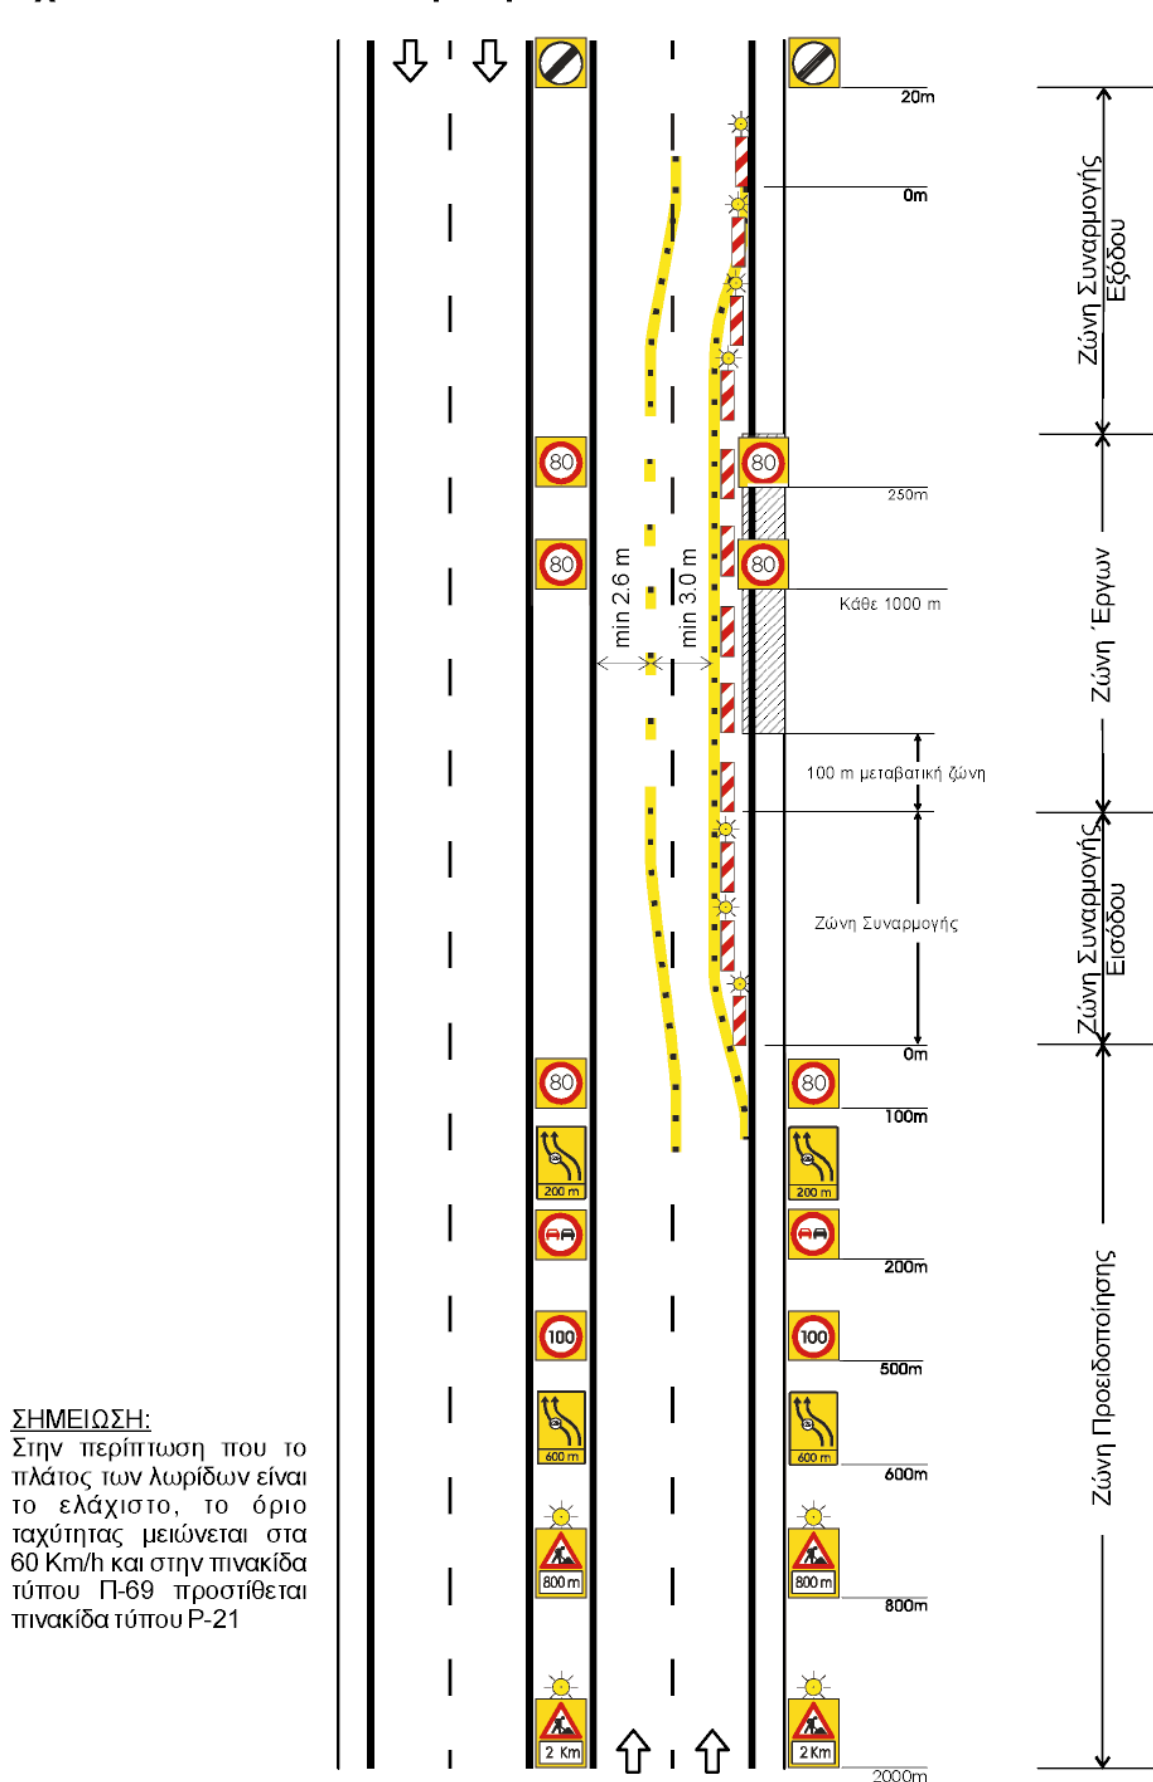 20m
0m
Ζώνη Συναρμογής
Εξόδου
80
80
250m
80
80
Κάθε 1000 m
min 2.6 m
min 3.0 m
Ζώνη Έργων
100 m μεταβατική ζώνη
Ζώνη Συναρμογής
Ζώνη Συναρμογής
Εισόδου
0m
80
80
100m
200 m
200 m
200m
100
100
500m
600 m
600 m
600m
Ζώνη Προειδοποίησης
ΣΗΜΕΙΩΣΗ:
Στην περίπτωση που το
πλάτος των λωρίδων είναι
το ελάχιστο, το όριο
ταχύτητας μειώνεται στα
60 Km/h και στην πινακίδα
τύπου Π-69 προστίθεται
πινακίδα τύπου Ρ-21
800 m
800 m
800m
2 Km
2 Km
2000m